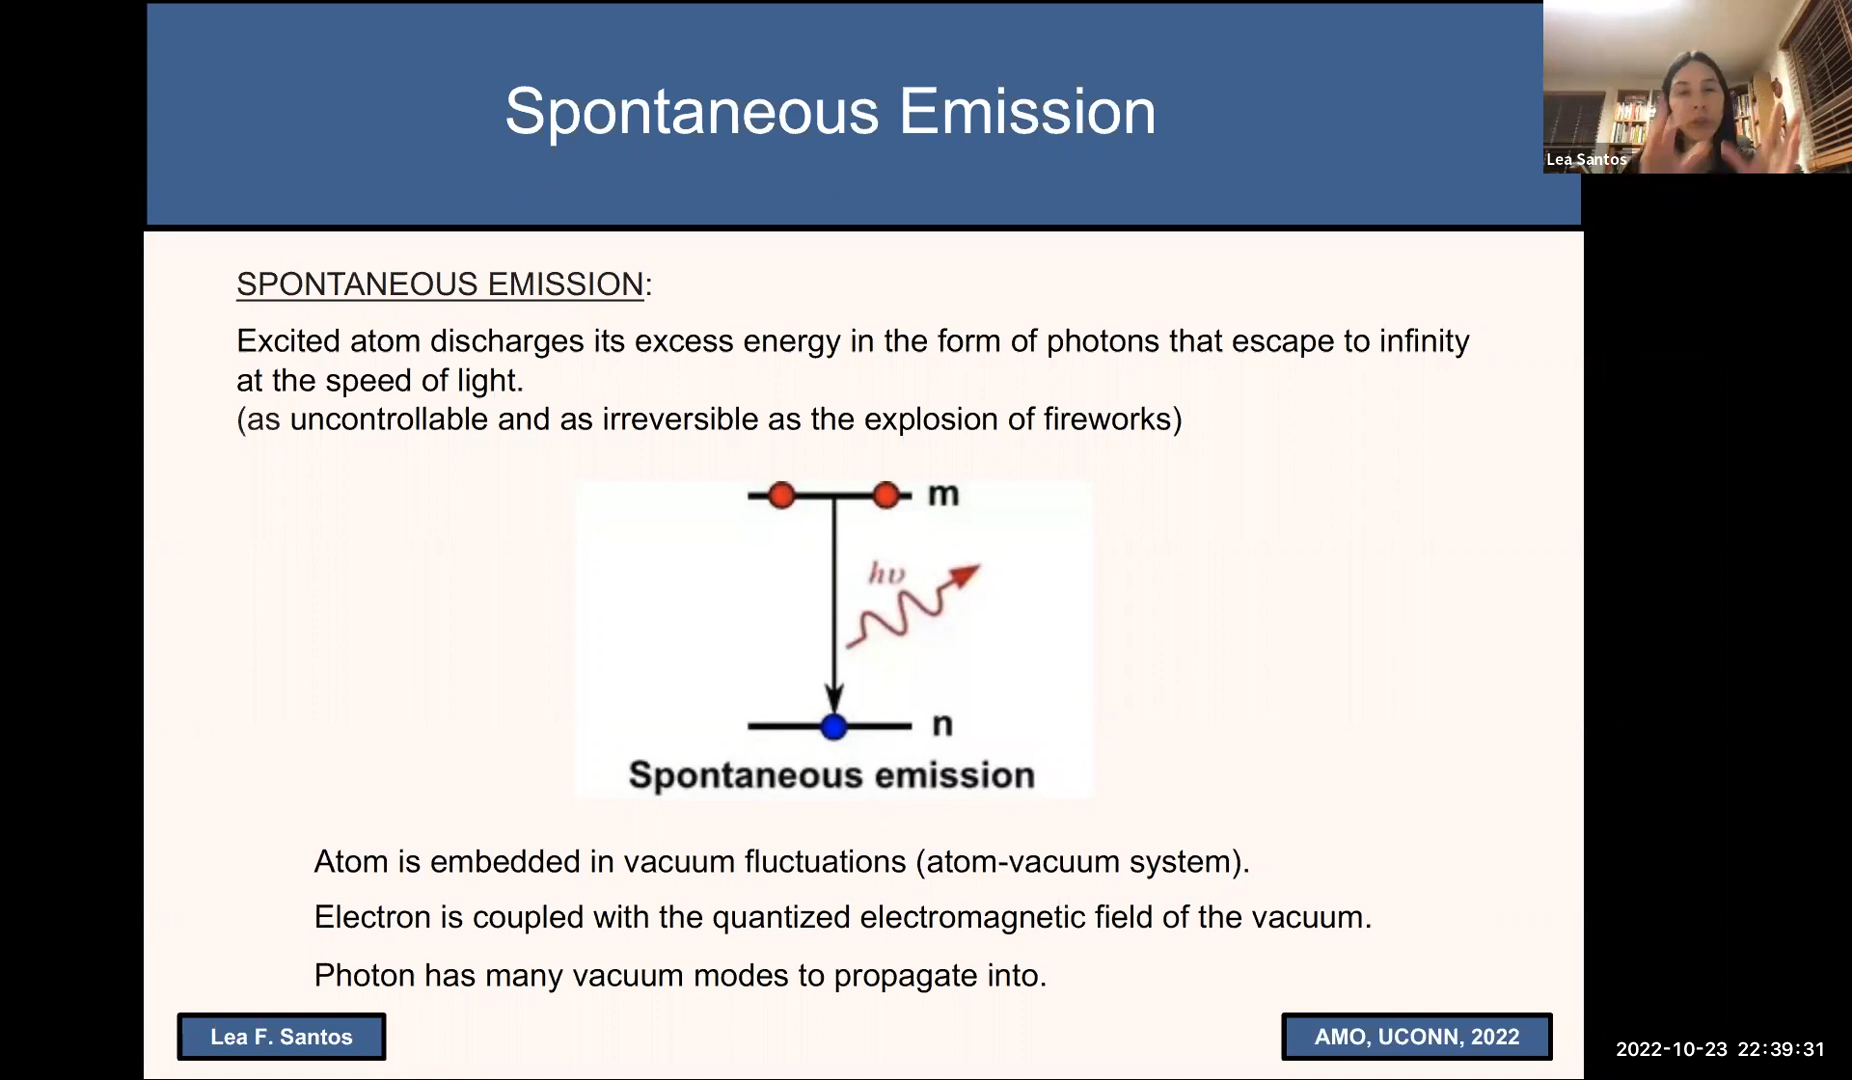 Spontaneous Emission
Lea Santos
SPONTANEOUS EMISSION:
Excited atom discharges its excess energy in the form of photons that escape to infinity
at the speed of light.
(as uncontrollable and as irreversible as the explosion of fireworks)
m
hυ
n
Spontaneous emission
Atom is embedded in vacuum fluctuations (atom-vacuum system).
Electron is coupled with the quantized electromagnetic field of the vacuum.
Photon has many vacuum modes to propagate into.
Lea F. Santos
AMO, UCONN, 2022
2022-10-23 22:39:31